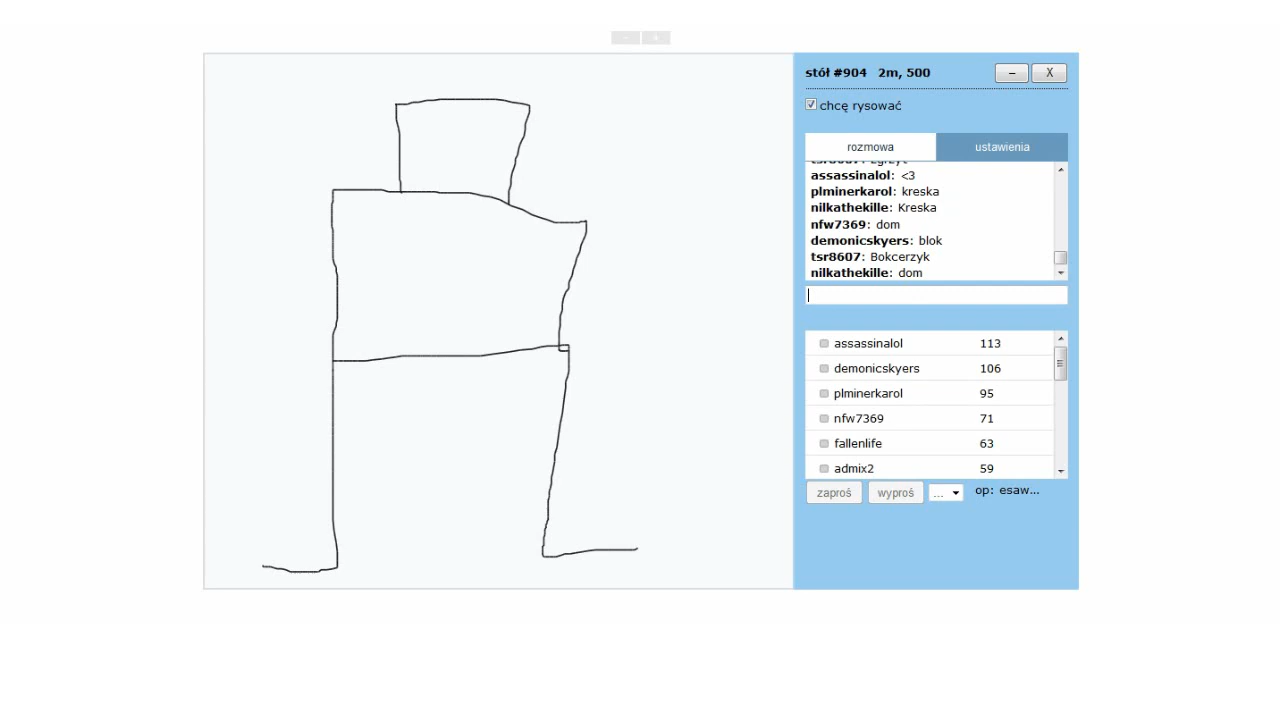 stół #904 2m, 500
– X
chcę rysować
rozmowa ustawienia
assassinalol: <3
plminerkarol: kreska
nilkathekille: Kreska
nfw7369: dom
demonicskyers: blok
tsr8607: Bokcerzyk
nilkathekille: dom
assassinalol 113
demonicskyers 106
plminerkarol 95
nfw7369 71
fallenlife 63
admix2 59
zaproś wyproś ... op: esaw...